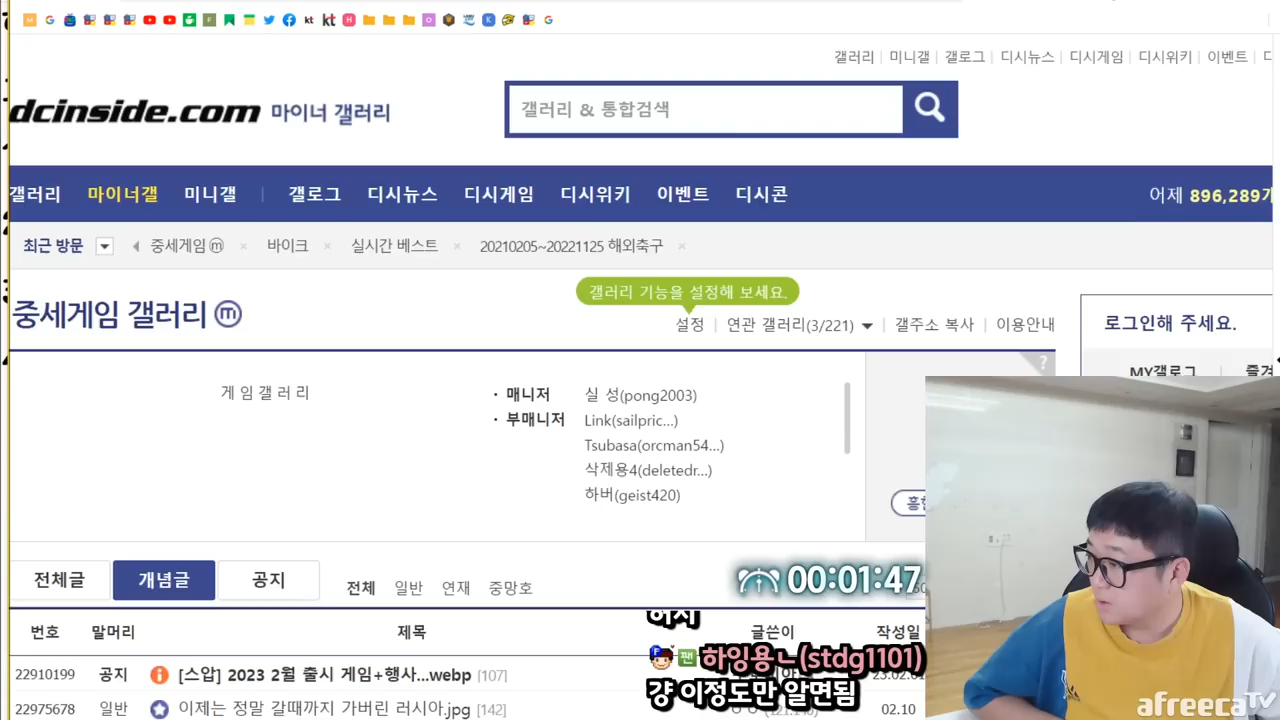 갤러리 | 미니갤 | 갤로그 | 디시뉴스 | 디시게임 | 디시위키 | 이벤트
dcinside.com 마이너 갤러리
갤러리 & 통합검색
갤러리 마이너갤 미니갤 | 갤로그 디시뉴스 디시게임 디시위키 이벤트 디시콘
어제 896,289개
최근 방문 중세게임ⓜ × 바이크 × 실시간 베스트 × 20210205~20221125 해외축구 ×
갤러리 기능을 설정해 보세요.
중세게임 갤러리 ⓜ
설정 | 연관 갤러리(3/221) | 갤주소 복사 | 이용안내
로그인해 주세요.
MY갤로그
게 임 갤 러 리
· 매니저 실 성(pong2003)
· 부매니저 Link(sailpric...)
Tsubasa(orcman54...)
삭제용4(deletedr...)
하버(geist420)
?
전체글 개념글 공지 전체 일반 연재 중망호
00:01:47
번호 말머리 제목 글쓴이 작성일
22910199 공지 [스압] 2023 2월 출시 게임+행사...webp [107]
팬 하잉용ㄴ(stdg1101)
걍 이정도만 알면됨
22975678 일반 이제는 정말 갈때까지 가버린 러시아.jpg [142] 02.10
afreecaTV